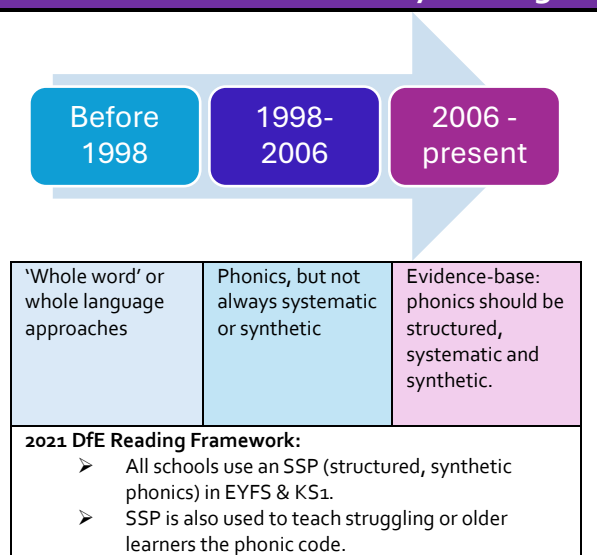 Before
1998
1998-
2006
2006 -
present
'Whole word' or
whole language
approaches
Phonics, but not
always systematic
or synthetic
Evidence-base:
phonics should be
structured,
systematic and
synthetic.
2021 DfE Reading Framework:
➤ All schools use an SSP (structured, synthetic
phonics) in EYFS & KS1.
➤ SSP is also used to teach struggling or older
learners the phonic code.